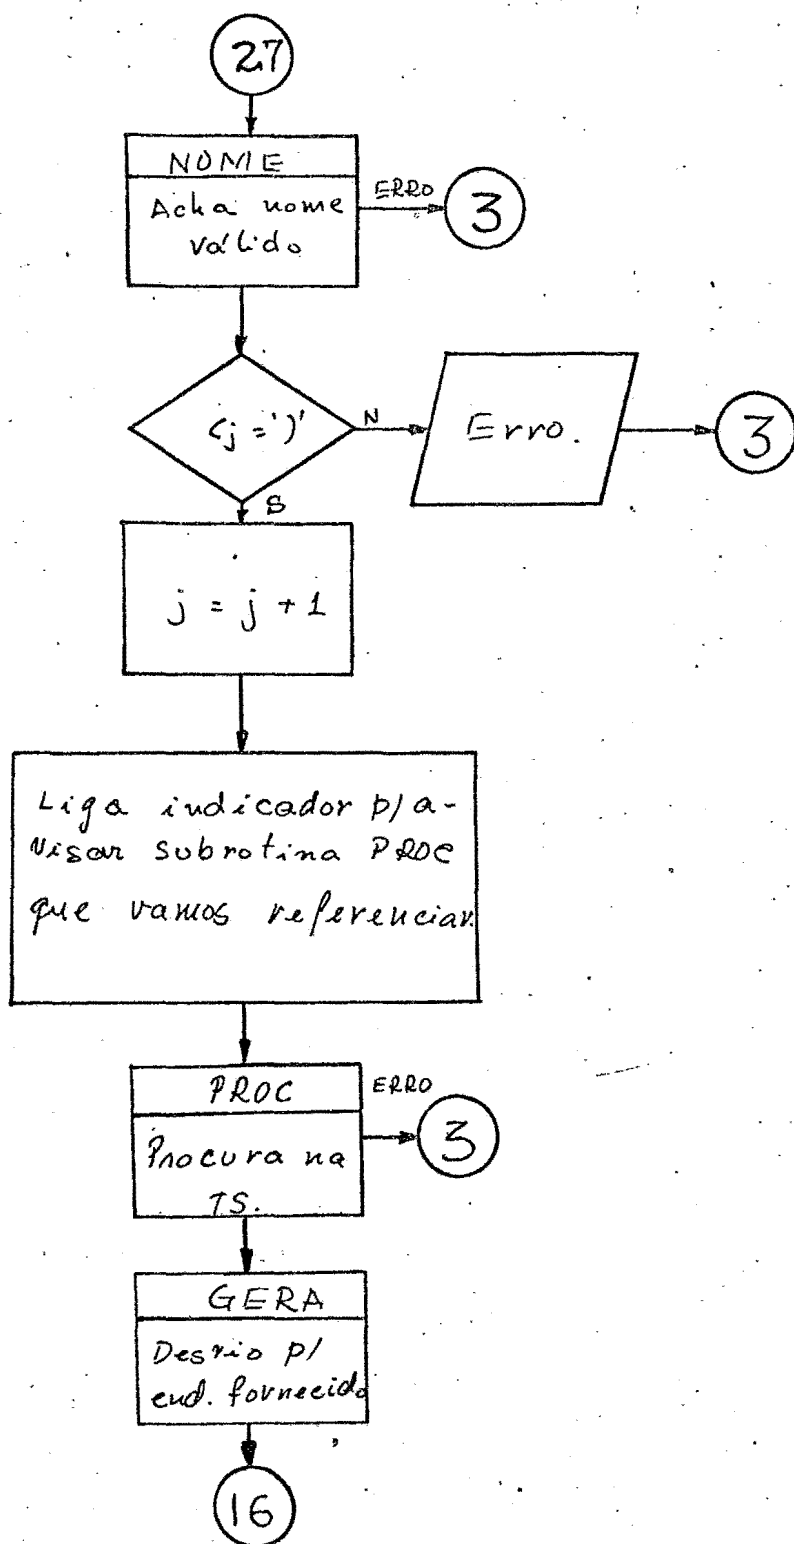 27
NOME
ERRO
Acha nome
válido
3
cj = ')'
N
Erro.
3
S
j = j + 1
Liga indicador p/ a-
visar subrotina PROC
que vamos referenciar.
PROC
ERRO
Procura na
TS.
3
GERA
Desvio p/
end. fornecido
16